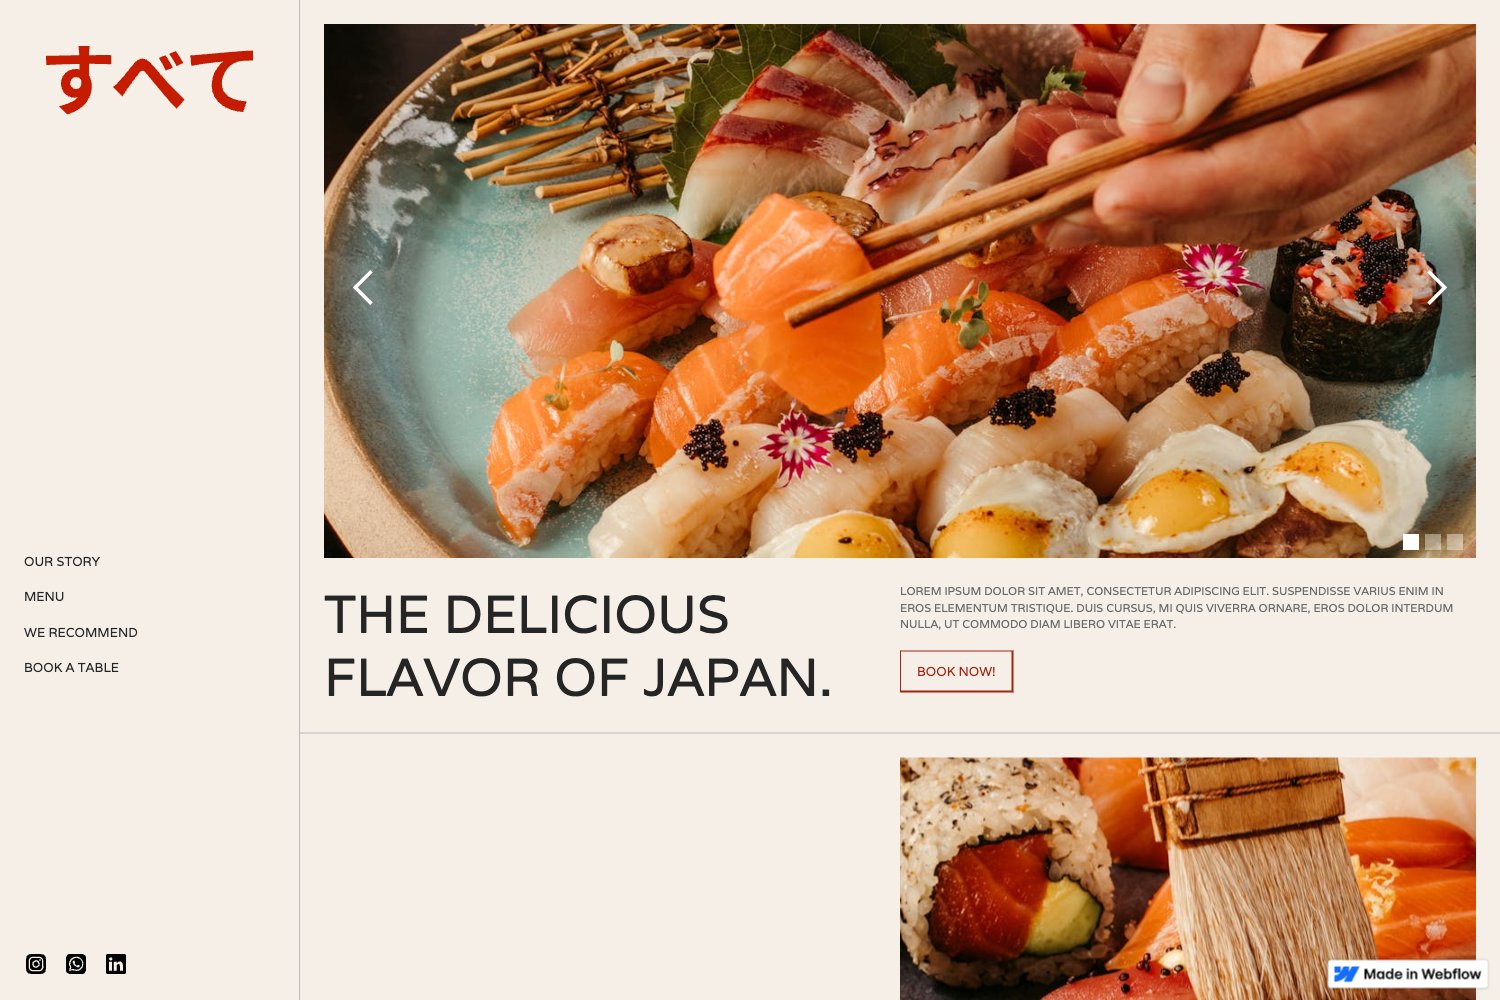 すべて
OUR STORY
MENU
WE RECOMMEND
BOOK A TABLE
THE DELICIOUS
FLAVOR OF JAPAN.
LOREM IPSUM DOLOR SIT AMET, CONSECTETUR ADIPISCING ELIT. SUSPENDISSE VARIUS ENIM IN
EROS ELEMENTUM TRISTIQUE. DUIS CURSUS, MI QUIS VIVERRA ORNARE, EROS DOLOR INTERDUM
NULLA, UT COMMODO DIAM LIBERO VITAE ERAT.
BOOK NOW!
in
Made in Webflow